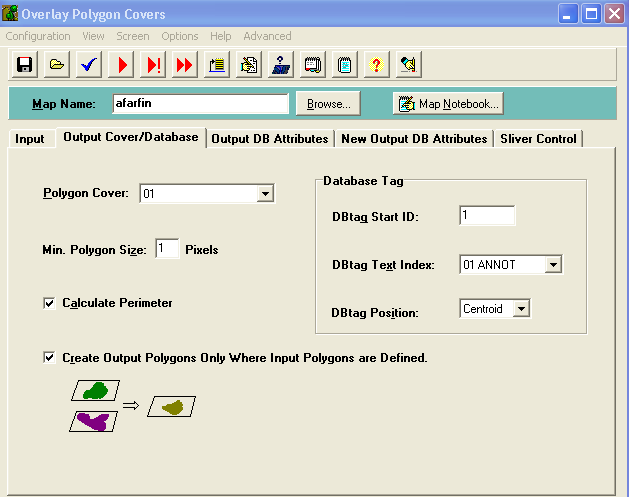 Overlay Polygon Covers
Configuration View Screen Options Help Advanced
Map Name: afarfin Browse... Map Notebook...
Input Output Cover/Database Output DB Attributes New Output DB Attributes Sliver Control
Polygon Cover: 01
Database Tag
DBtag Start ID: 1
Min. Polygon Size: 1 Pixels
DBtag Text Index: 01 ANNOT
Calculate Perimeter
DBtag Position: Centroid
Create Output Polygons Only Where Input Polygons are Defined.